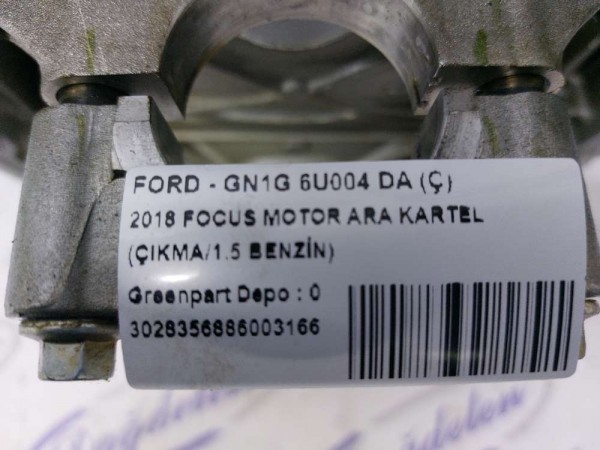 FORD - GN1G 6U004 DA (Ç)
2018 FOCUS MOTOR ARA KARTEL
(ÇIKMA/1.5 BENZİN)
Greenpart Depo : 0
3028356886003166